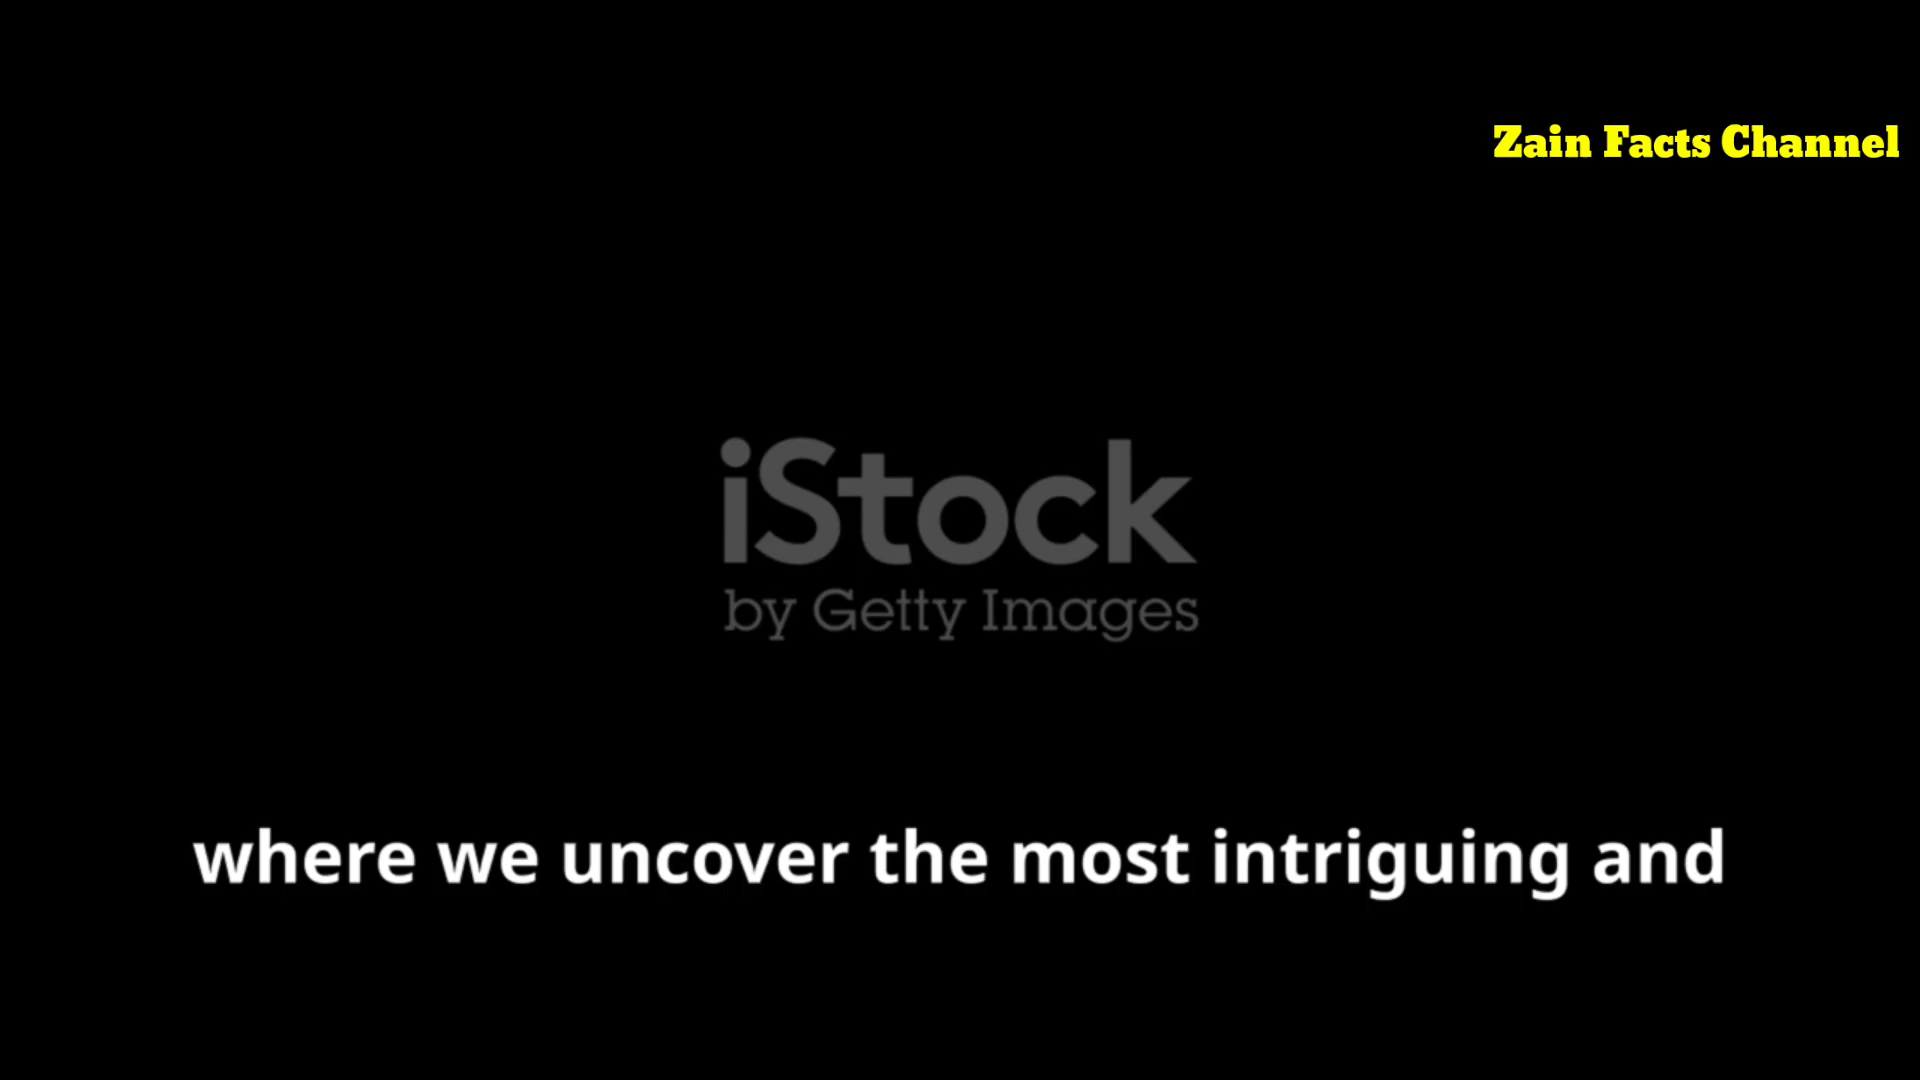 Zain Facts Channel
iStock
by Getty Images
where we uncover the most intriguing and